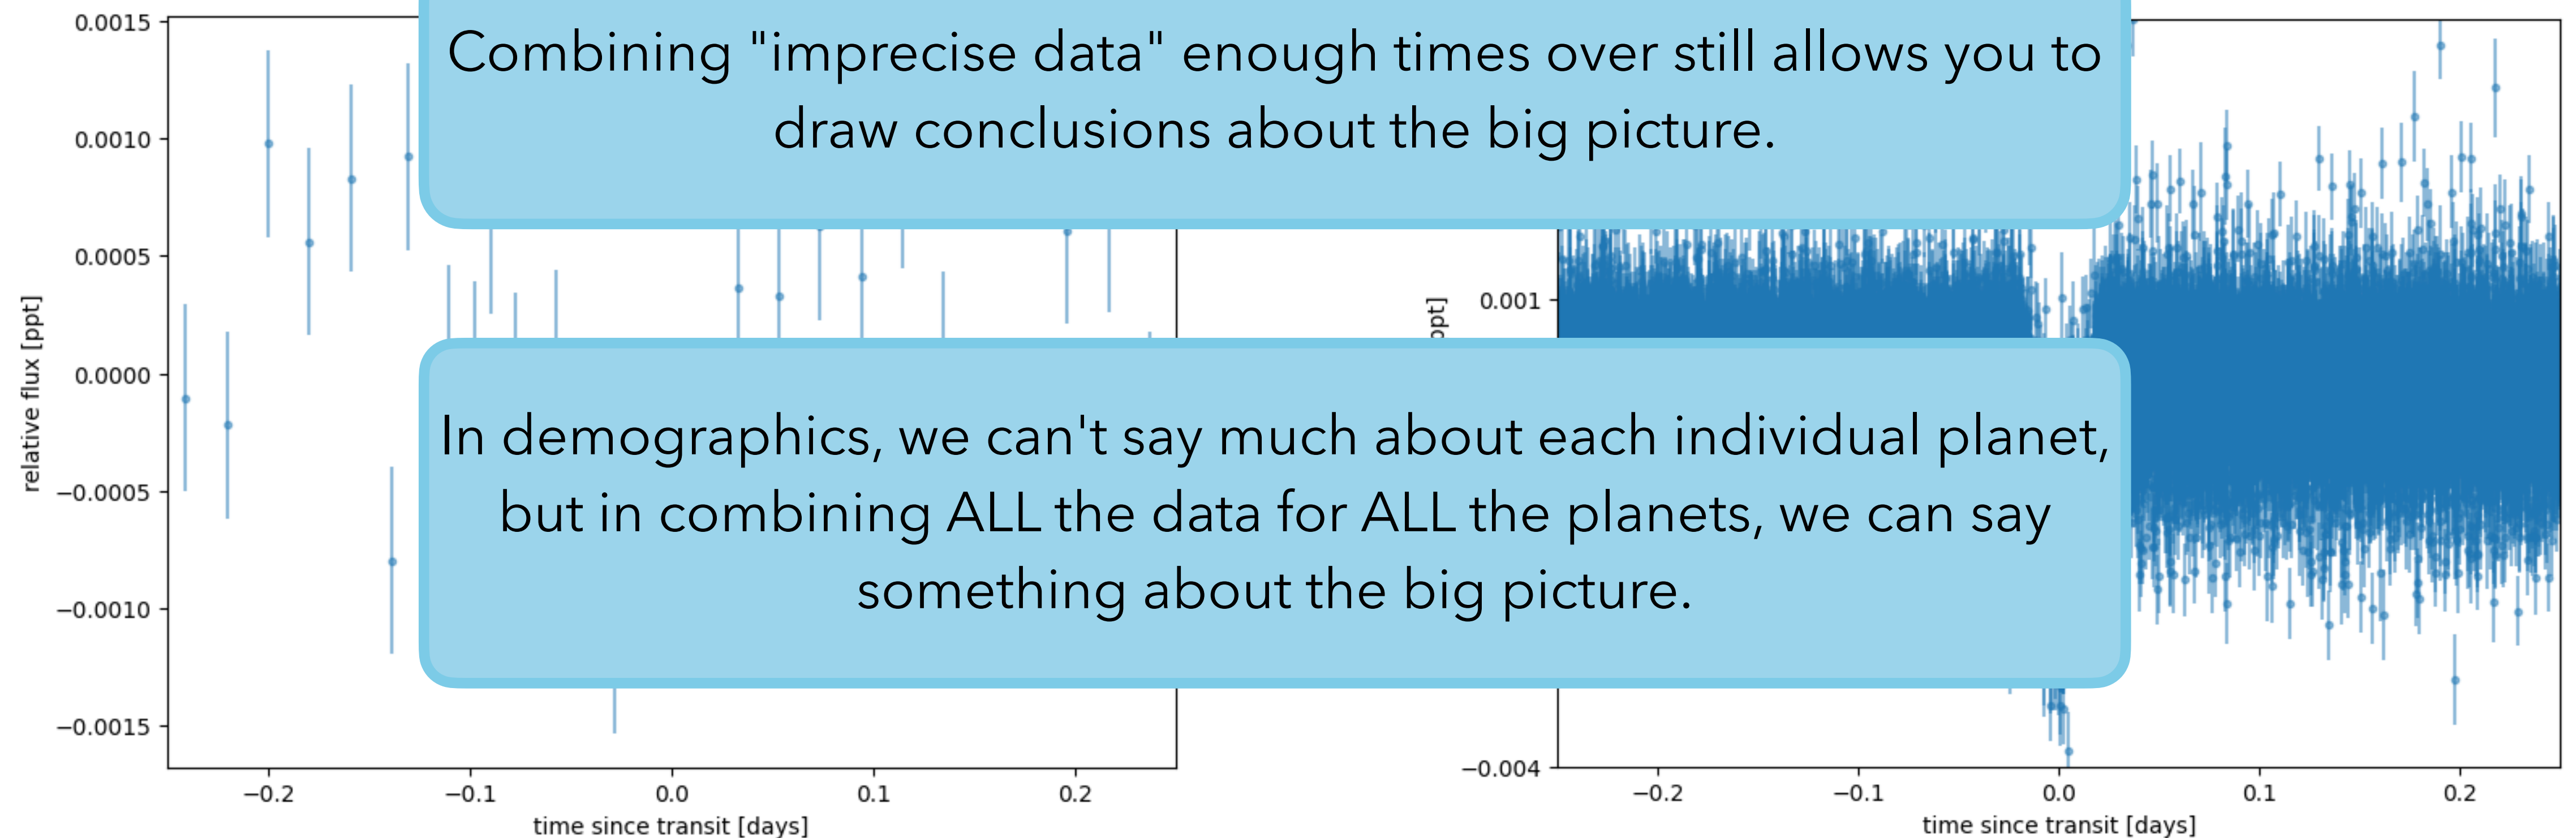 Combining "imprecise data" enough times over still allows you to
draw conclusions about the big picture.
In demographics, we can't say much about each individual planet,
but in combining ALL the data for ALL the planets, we can say
something about the big picture.
relative flux [ppt]
0.0015
0.0010
0.0005
0.0000
−0.0005
−0.0010
−0.0015
−0.2
−0.1
0.0
0.1
0.2
time since transit [days]
0.001
−0.004
−0.2
−0.1
0.0
0.1
0.2
time since transit [days]